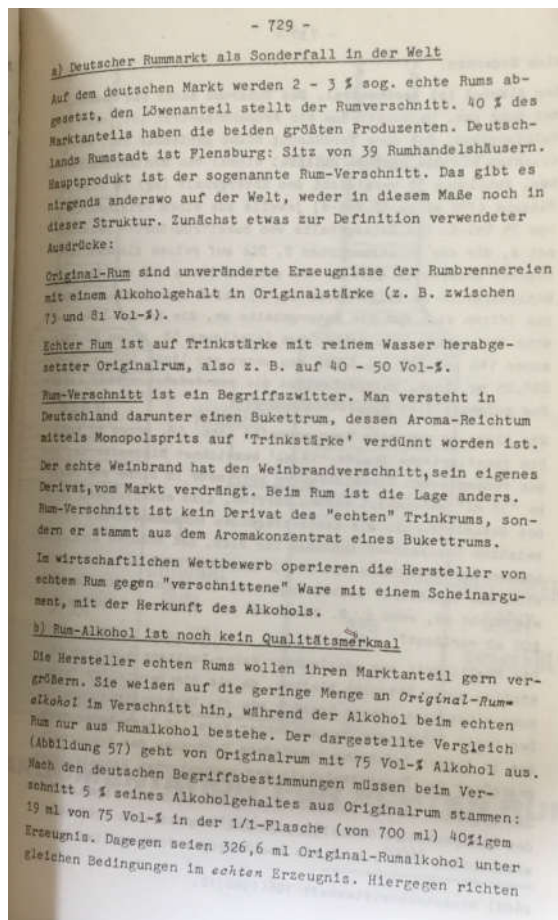 - 729 -
a) Deutscher Rummarkt als Sonderfall in der Welt
Auf dem deutschen Markt werden 2 - 3 % sog. echte Rums ab-
gesetzt, den Löwenanteil stellt der Rumverschnitt. 40 % des
Marktanteils haben die beiden größten Produzenten. Deutsch-
lands Rumstadt ist Flensburg: Sitz von 39 Rumhandelshäusern.
Hauptprodukt ist der sogenannte Rum-Verschnitt. Das gibt es
nirgends anderswo auf der Welt, weder in diesem Maße noch in
dieser Struktur. Zunächst etwas zur Definition verwendeter
Ausdrücke:
Original-Rum sind unveränderte Erzeugnisse der Rumbrennereien
mit einem Alkoholgehalt in Originalstärke (z. B. zwischen
73 und 81 Vol-%).
Echter Rum ist auf Trinkstärke mit reinem Wasser herabge-
setzter Originalrum, also z. B. auf 40 - 50 Vol-%.
Rum-Verschnitt ist ein Begriffszwitter. Man versteht in
Deutschland darunter einen Bukettrum, dessen Aroma-Reichtum
mittels Monopolsprits auf 'Trinkstärke' verdünnt worden ist.
Der echte Weinbrand hat den Weinbrandverschnitt, sein eigenes
Derivat, vom Markt verdrängt. Beim Rum ist die Lage anders.
Rum-Verschnitt ist kein Derivat des "echten" Trinkrums, son-
dern er stammt aus dem Aromakonzentrat eines Bukettrums.
Im wirtschaftlichen Wettbewerb operieren die Hersteller von
echtem Rum gegen "verschnittene" Ware mit einem Scheinargu-
ment, mit der Herkunft des Alkohols.
b) Rum-Alkohol ist noch kein Qualitätsmerkmal
Die Hersteller echten Rums wollen ihren Marktanteil gern ver-
größern. Sie weisen auf die geringe Menge an Original-Rum-
alkohol im Verschnitt hin, während der Alkohol beim echten
Rum nur aus Rumalkohol bestehe. Der dargestellte Vergleich
(Abbildung 57) geht von Originalrum mit 75 Vol-% Alkohol aus.
Nach den deutschen Begriffsbestimmungen müssen beim Ver-
schnitt 5 % seines Alkoholgehaltes aus Originalrum stammen:
19 ml von 75 Vol-% in der 1/1-Flasche (von 700 ml) 40%igem
Erzeugnis. Dagegen seien 326,6 ml Original-Rumalkohol unter
gleichen Bedingungen im echten Erzeugnis. Hiergegen richten